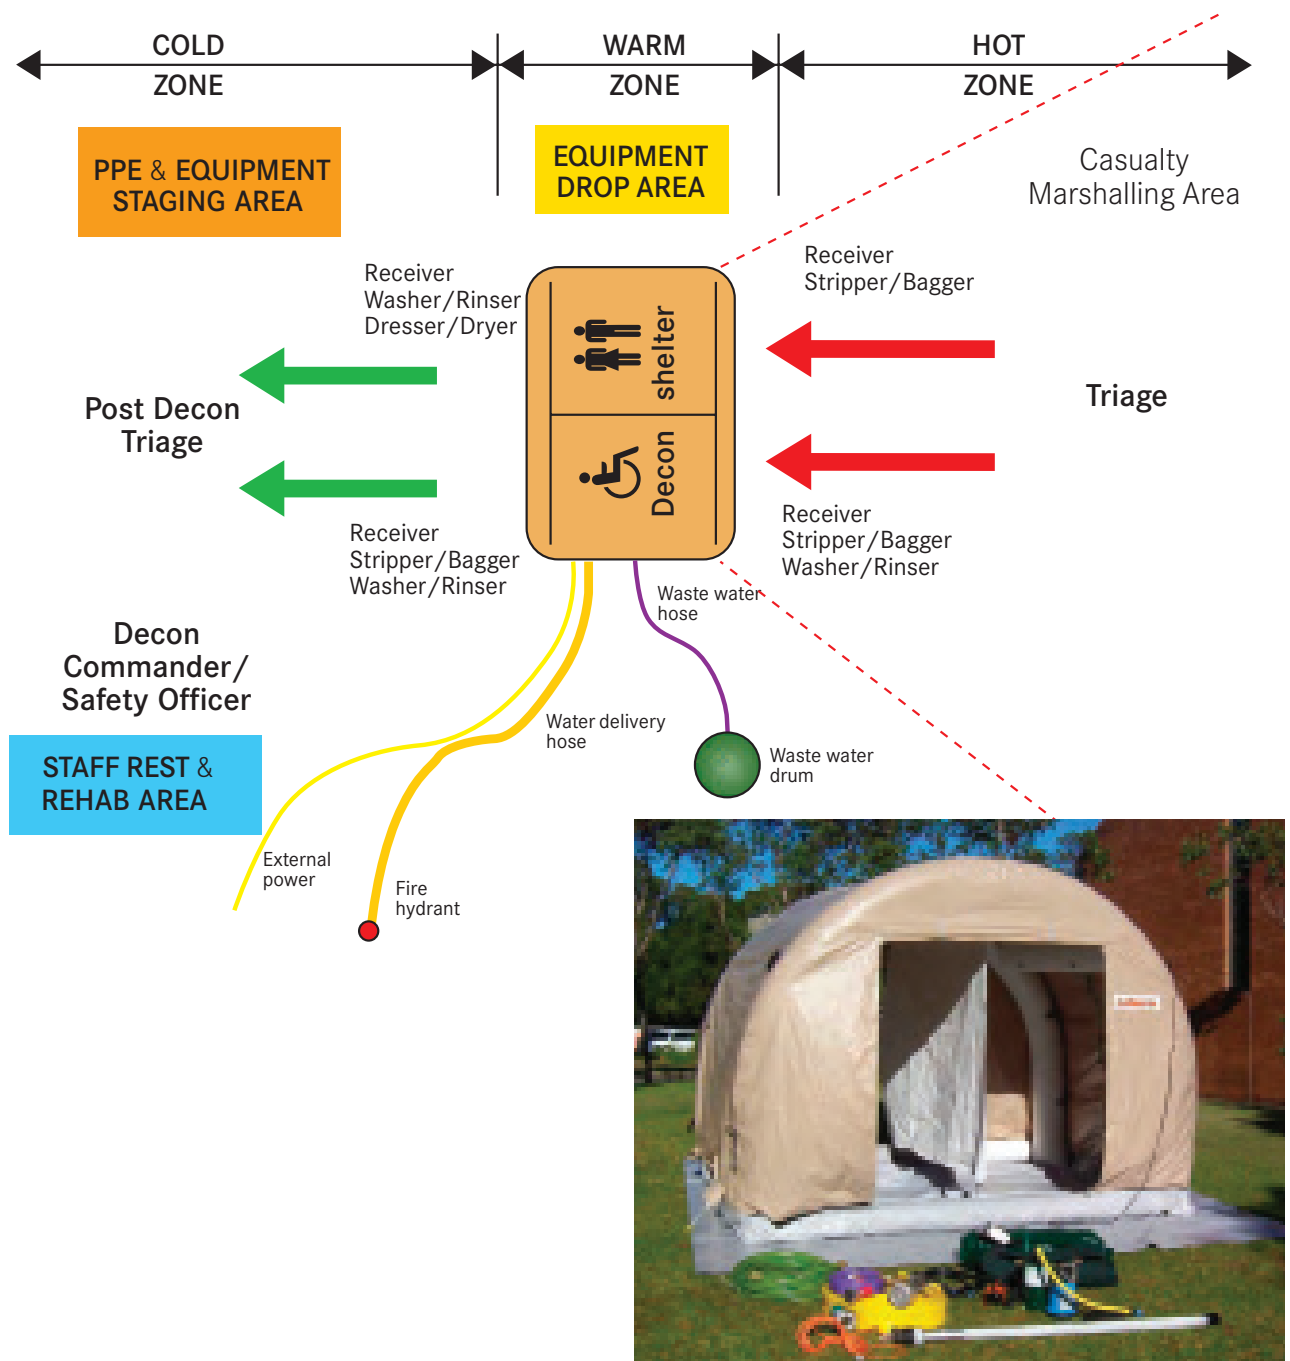 COLD
ZONE
WARM
ZONE
HOT
ZONE
PPE & EQUIPMENT
STAGING AREA
EQUIPMENT
DROP AREA
Casualty
Marshalling Area
Receiver
Washer/Rinser
Dresser/Dryer
Receiver
Stripper/Bagger
Decon shelter
Post Decon
Triage
Triage
Receiver
Stripper/Bagger
Washer/Rinser
Receiver
Stripper/Bagger
Washer/Rinser
Waste water
hose
Decon
Commander/
Safety Officer
Water delivery
hose
Waste water
drum
STAFF REST &
REHAB AREA
External
power
Fire
hydrant